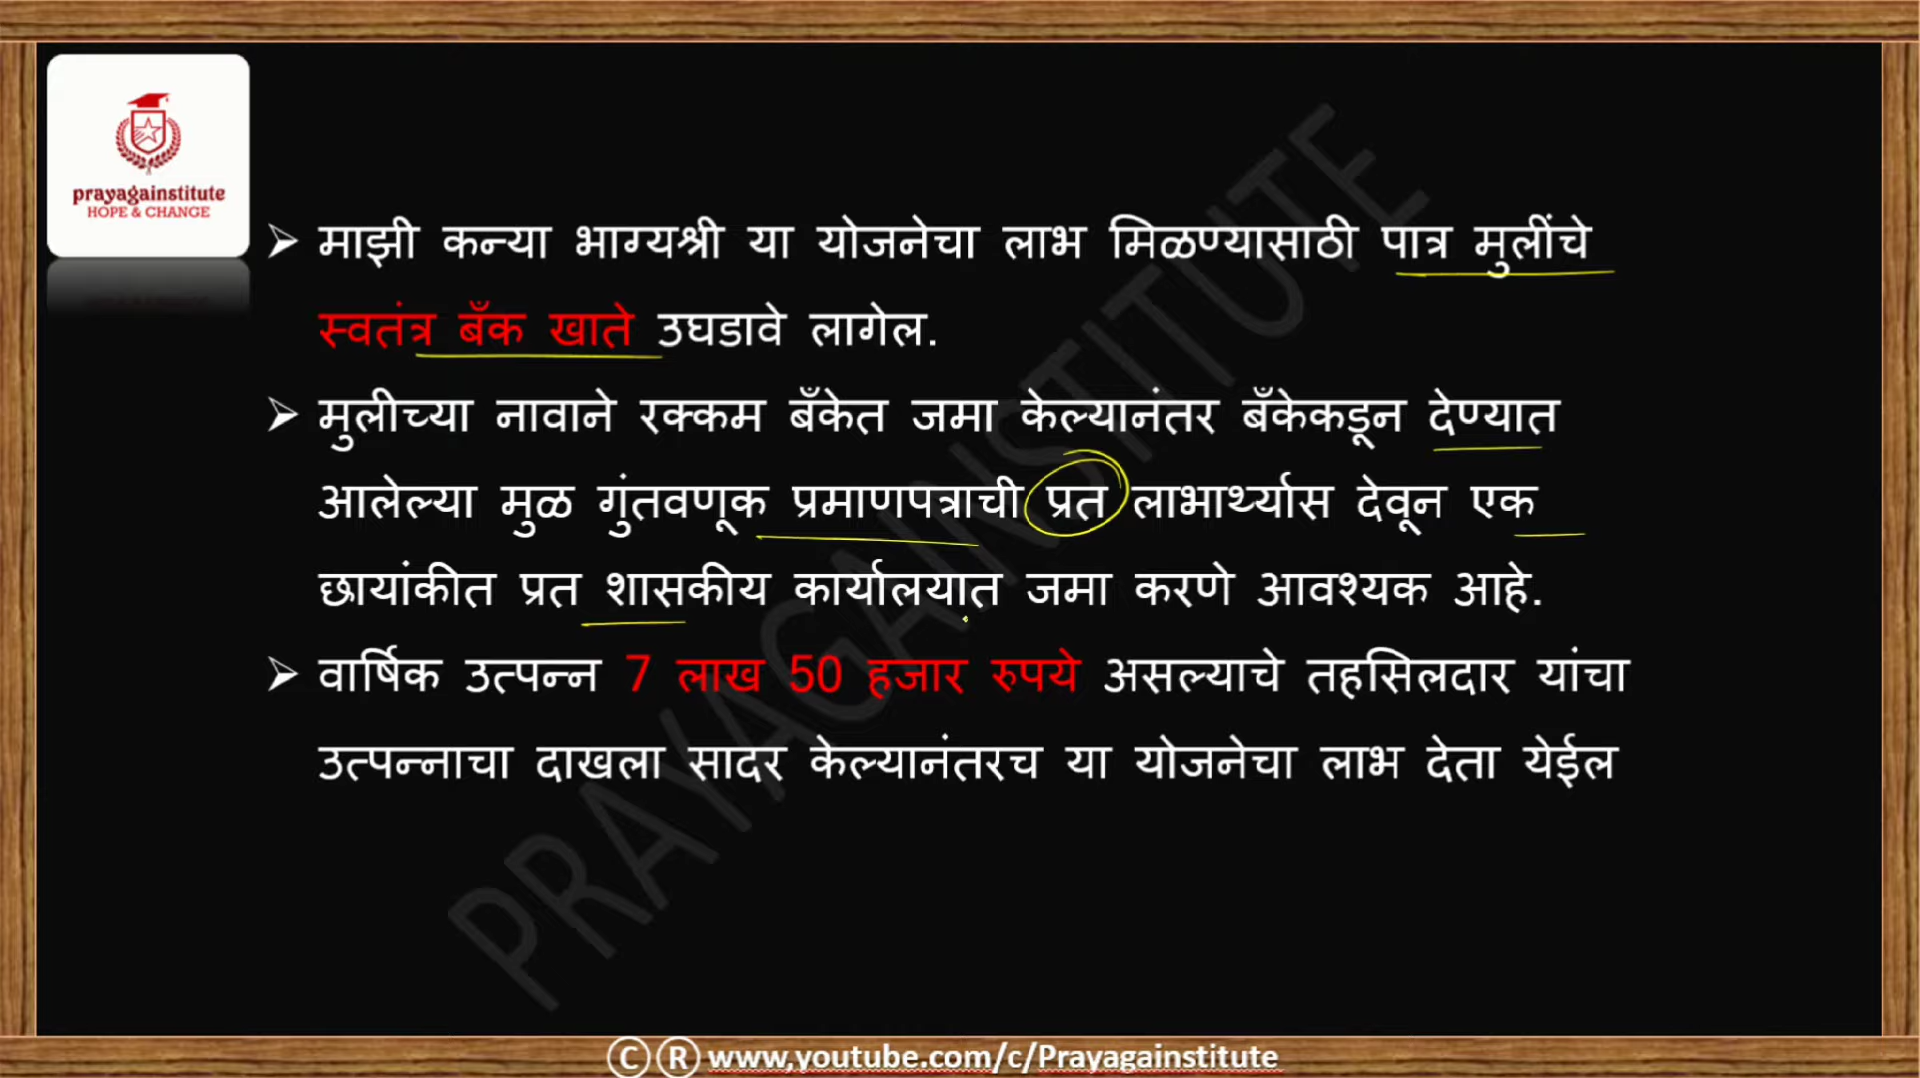 prayagainstitute
HOPE & CHANGE
➢ माझी कन्या भाग्यश्री या योजनेचा लाभ मिळण्यासाठी पात्र मुलींचे
स्वतंत्र बँक खाते उघडावे लागेल.
➢ मुलीच्या नावाने रक्कम बँकेत जमा केल्यानंतर बँकेकडून देण्यात
आलेल्या मुळ गुंतवणूक प्रमाणपत्राची प्रत लाभार्थ्यास देवून एक
छायांकीत प्रत शासकीय कार्यालयात जमा करणे आवश्यक आहे.
➢ वार्षिक उत्पन्न 7 लाख 50 हजार रुपये असल्याचे तहसिलदार यांचा
उत्पन्नाचा दाखला सादर केल्यानंतरच या योजनेचा लाभ देता येईल
PRAYAGAINSTITUTE
Ⓒ Ⓡ www,youtube.com/c/Prayagainstitute